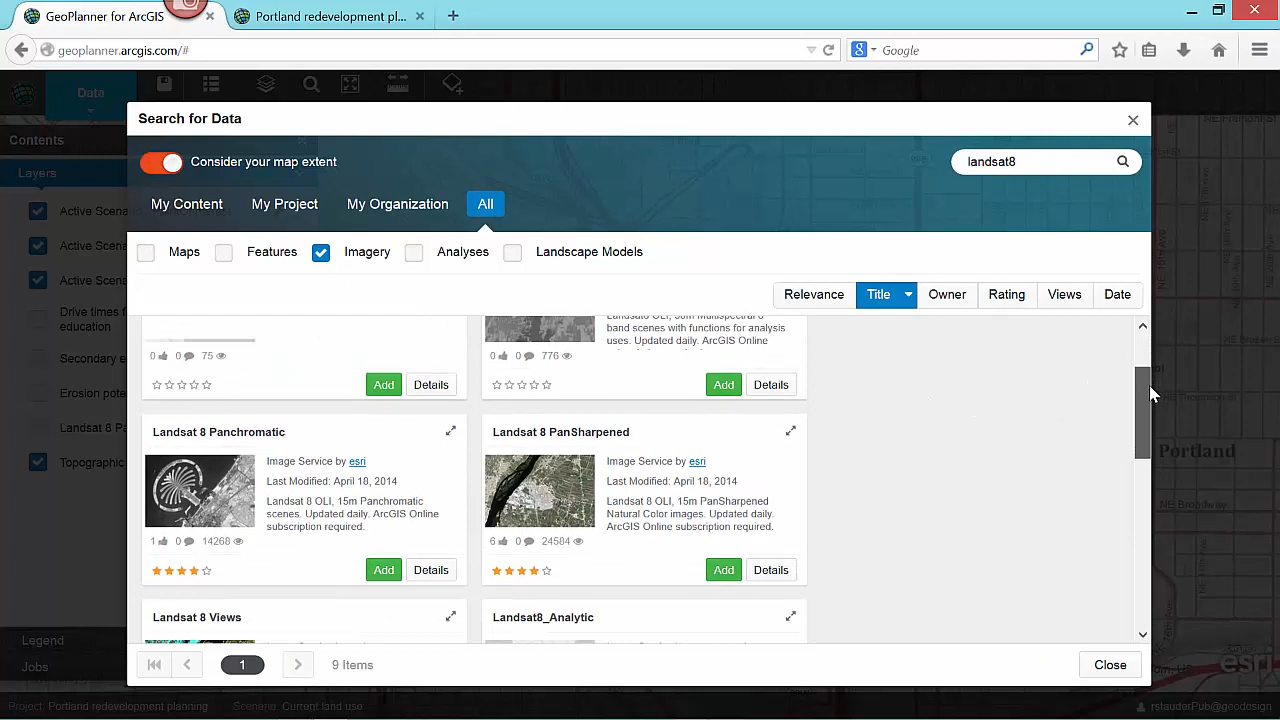 GeoPlanner for ArcGIS
Portland redevelopment pl...
geoplanner.arcgis.com/#
Google
Data
Contents
Layers
Active Scena
Active Scena
Active Scena
Drive times f
education
Secondary e
Erosion pote
Landsat 8 Pa
Topographic
Legend
Jobs
Search for Data
Consider your map extent
landsat8
My Content
My Project
My Organization
All
Maps
Features
Imagery
Analyses
Landscape Models
Relevance
Title
Owner
Rating
Views
Date
0 0 75
Add
Details
Landsat8 OLI, 30m Multispectral 8
band scenes with functions for analysis
uses. Updated daily. ArcGIS Online
0 0 776
Add
Details
Landsat 8 Panchromatic
Image Service by esri
Last Modified: April 18, 2014
Landsat 8 OLI, 15m Panchromatic
scenes. Updated daily. ArcGIS Online
subscription required.
1 0 14268
Add
Details
Landsat 8 PanSharpened
Image Service by esri
Last Modified: April 18, 2014
Landsat 8 OLI, 15m PanSharpened
Natural Color images. Updated daily.
ArcGIS Online subscription required.
6 0 24584
Add
Details
Landsat 8 Views
Landsat8_Analytic
1
9 Items
Close
Portland
NE Broadway
esri
Project: Portland redevelopment planning
Scenario: Current land use
rstauderPub@geodesign